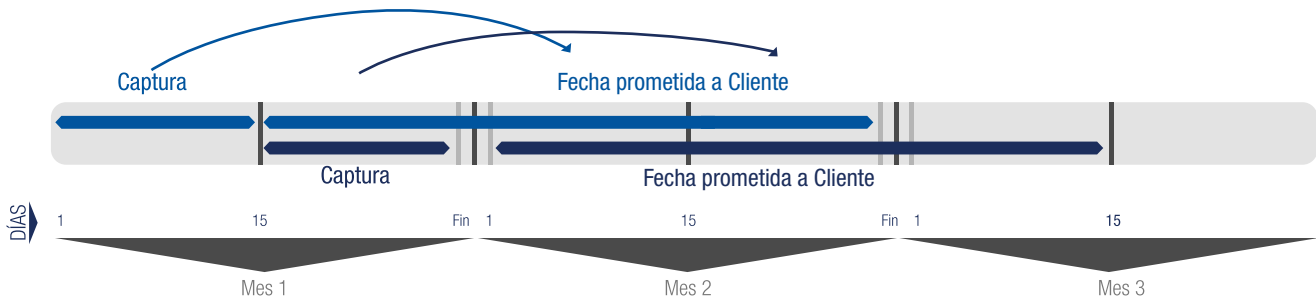 Captura
Fecha prometida a Cliente
Captura
Fecha prometida a Cliente
DÍAS
1 15 Fin 1 15 Fin 1 15
Mes 1 Mes 2 Mes 3